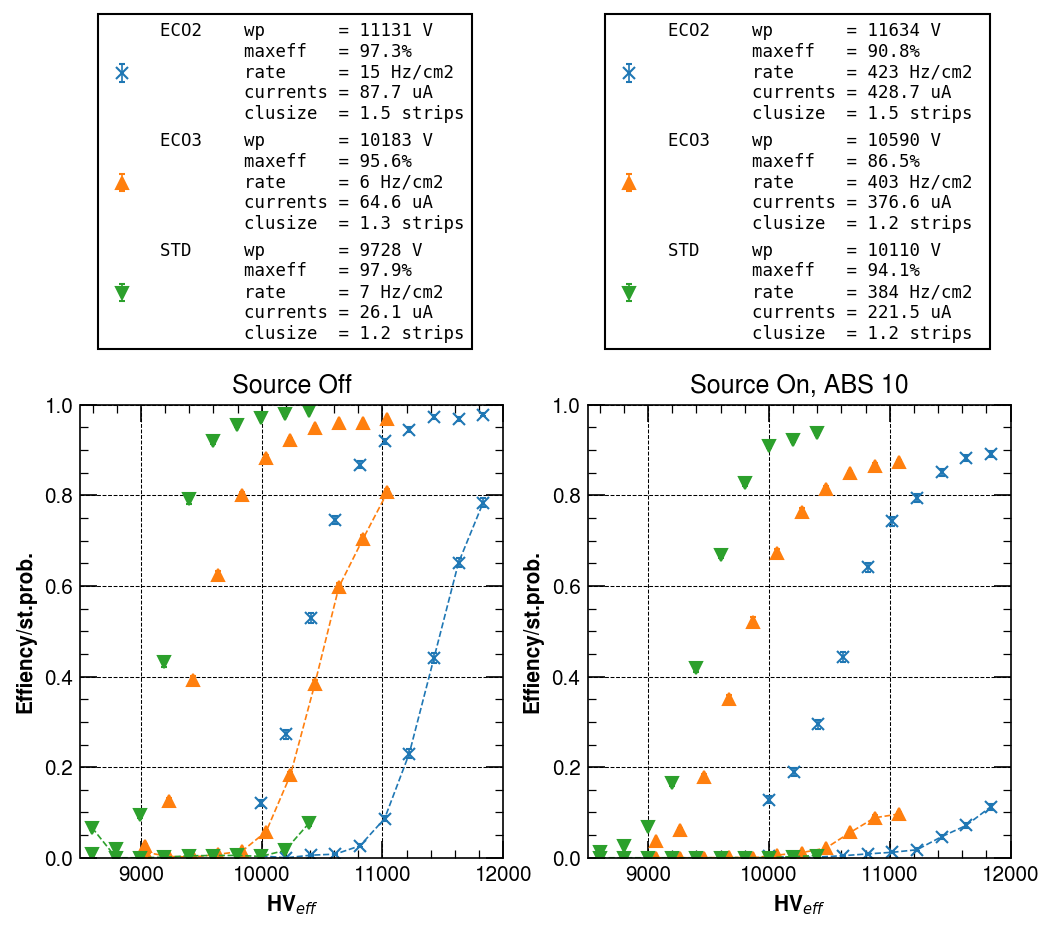 ECO2 wp = 11131 V
maxeff = 97.3%
rate = 15 Hz/cm2
currents = 87.7 uA
clusize = 1.5 strips
ECO3 wp = 10183 V
maxeff = 95.6%
rate = 6 Hz/cm2
currents = 64.6 uA
clusize = 1.3 strips
STD wp = 9728 V
maxeff = 97.9%
rate = 7 Hz/cm2
currents = 26.1 uA
clusize = 1.2 strips
Source Off
1.0
0.8
0.6
0.4
0.2
0.0
Effiency/st.prob.
9000 10000 11000 12000
HVeff
ECO2 wp = 11634 V
maxeff = 90.8%
rate = 423 Hz/cm2
currents = 428.7 uA
clusize = 1.5 strips
ECO3 wp = 10590 V
maxeff = 86.5%
rate = 403 Hz/cm2
currents = 376.6 uA
clusize = 1.2 strips
STD wp = 10110 V
maxeff = 94.1%
rate = 384 Hz/cm2
currents = 221.5 uA
clusize = 1.2 strips
Source On, ABS 10
1.0
0.8
0.6
0.4
0.2
0.0
Effiency/st.prob.
9000 10000 11000 12000
HVeff